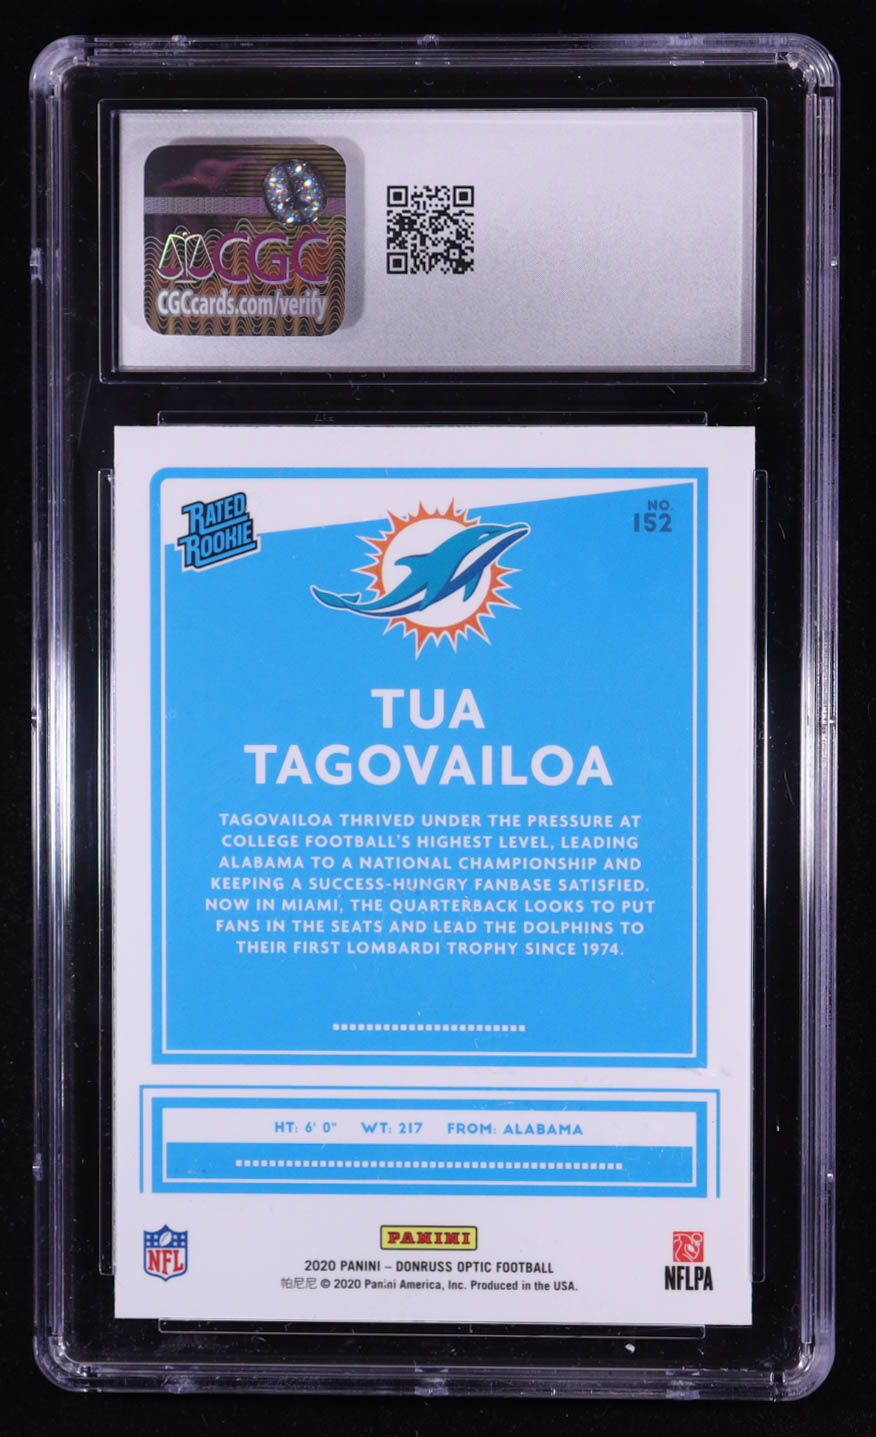 CGC
CGCcards.com/verify
RATED
ROOKIE
NO.
152
TUA
TAGOVAILOA
TAGOVAILOA THRIVED UNDER THE PRESSURE AT
COLLEGE FOOTBALL'S HIGHEST LEVEL, LEADING
ALABAMA TO A NATIONAL CHAMPIONSHIP AND
KEEPING A SUCCESS-HUNGRY FANBASE SATISFIED.
NOW IN MIAMI, THE QUARTERBACK LOOKS TO PUT
FANS IN THE SEATS AND LEAD THE DOLPHINS TO
THEIR FIRST LOMBARDI TROPHY SINCE 1974.
HT: 6' 0" WT: 217 FROM: ALABAMA
NFL
PANINI
2020 PANINI – DONRUSS OPTIC FOOTBALL
帕尼尼 © 2020 Panini America, Inc. Produced in the USA.
NFLPA